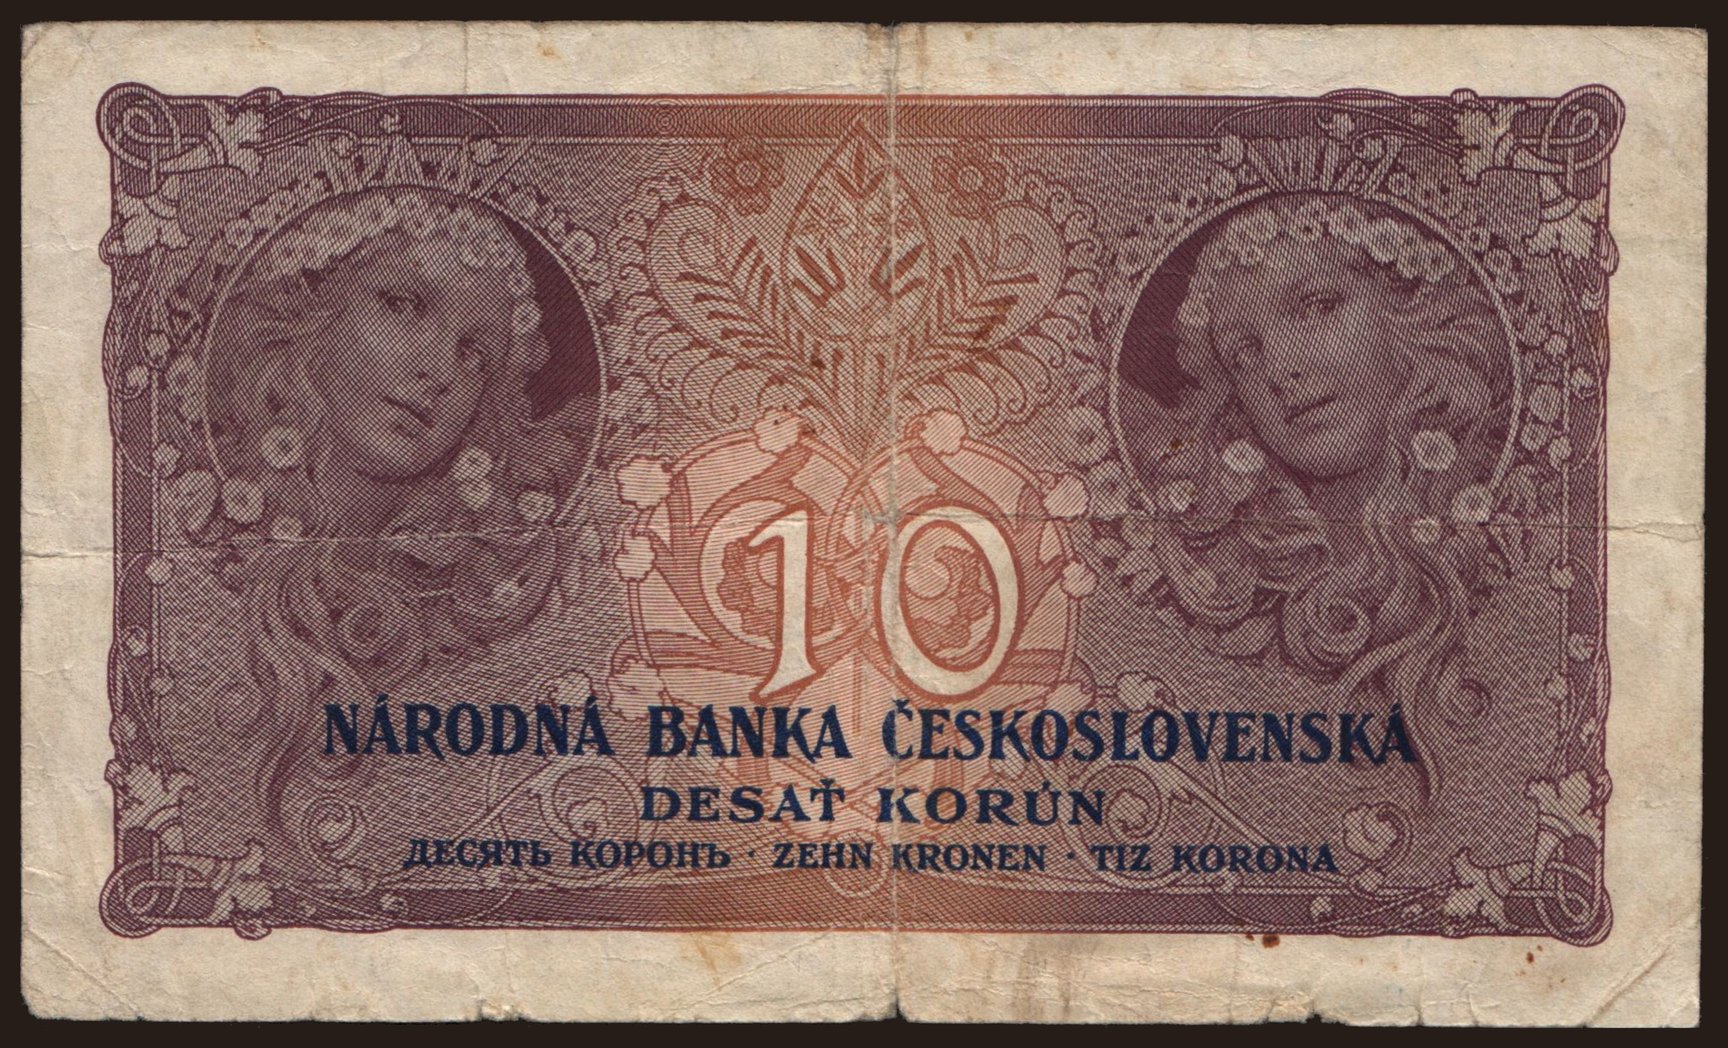 10
NÁRODNÁ BANKA ČESKOSLOVENSKÁ
DESAŤ KORÚN
ДЕСЯТЬ КОРОНЪ · ZEHN KRONEN · TIZ KORONA